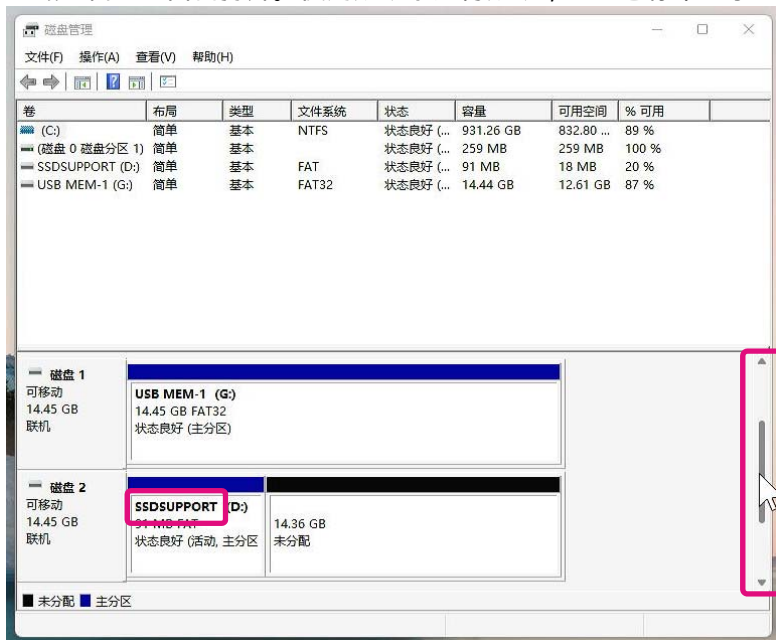 磁盘管理
文件(F) 操作(A) 查看(V) 帮助(H)
卷 布局 类型 文件系统 状态 容量 可用空间 % 可用
(C:) 简单 基本 NTFS 状态良好 (... 931.26 GB 832.80 ... 89 %
(磁盘 0 磁盘分区 1) 简单 基本 状态良好 (... 259 MB 259 MB 100 %
SSDSUPPORT (D:) 简单 基本 FAT 状态良好 (... 91 MB 18 MB 20 %
USB MEM-1 (G:) 简单 基本 FAT32 状态良好 (... 14.44 GB 12.61 GB 87 %
磁盘 1
可移动
14.45 GB
联机
USB MEM-1 (G:)
14.45 GB FAT32
状态良好 (主分区)
磁盘 2
可移动
14.45 GB
联机
SSDSUPPORT (D:)
91 MB FAT
状态良好 (活动, 主分区
14.36 GB
未分配
未分配 主分区